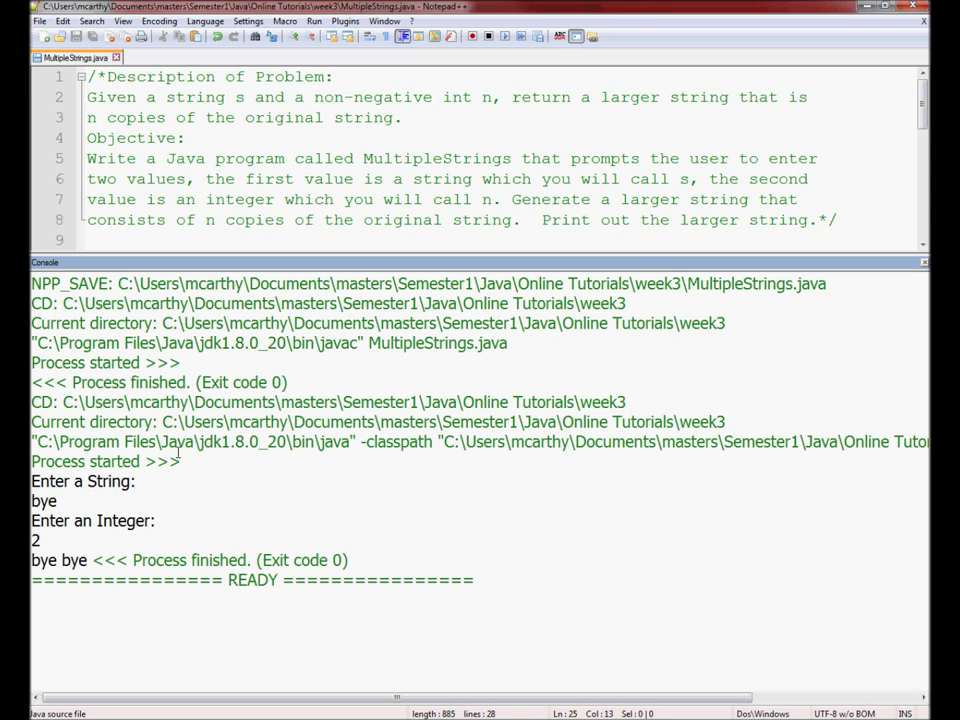 C:\Users\mcarthy\Documents\masters\Semester1\Java\Online Tutorials\week3\MultipleStrings.java - Notepad++
File Edit Search View Encoding Language Settings Macro Run Plugins Window ? X
MultipleStrings.java
1 /*Description of Problem:
2 Given a string s and a non-negative int n, return a larger string that is
3 n copies of the original string.
4 Objective:
5 Write a Java program called MultipleStrings that prompts the user to enter
6 two values, the first value is a string which you will call s, the second
7 value is an integer which you will call n. Generate a larger string that
8 consists of n copies of the original string.  Print out the larger string.*/
9
Console
NPP_SAVE: C:\Users\mcarthy\Documents\masters\Semester1\Java\Online Tutorials\week3\MultipleStrings.java
CD: C:\Users\mcarthy\Documents\masters\Semester1\Java\Online Tutorials\week3
Current directory: C:\Users\mcarthy\Documents\masters\Semester1\Java\Online Tutorials\week3
"C:\Program Files\Java\jdk1.8.0_20\bin\javac" MultipleStrings.java
Process started >>>
<<< Process finished. (Exit code 0)
CD: C:\Users\mcarthy\Documents\masters\Semester1\Java\Online Tutorials\week3
Current directory: C:\Users\mcarthy\Documents\masters\Semester1\Java\Online Tutorials\week3
"C:\Program Files\Java\jdk1.8.0_20\bin\java" -classpath "C:\Users\mcarthy\Documents\masters\Semester1\Java\Online Tutor
Process started >>>
Enter a String:
bye
Enter an Integer:
2
bye bye <<< Process finished. (Exit code 0)
================ READY ================
Java source file length : 885 lines : 28 Ln : 25 Col : 13 Sel : 0 | 0 Dos\Windows UTF-8 w/o BOM INS